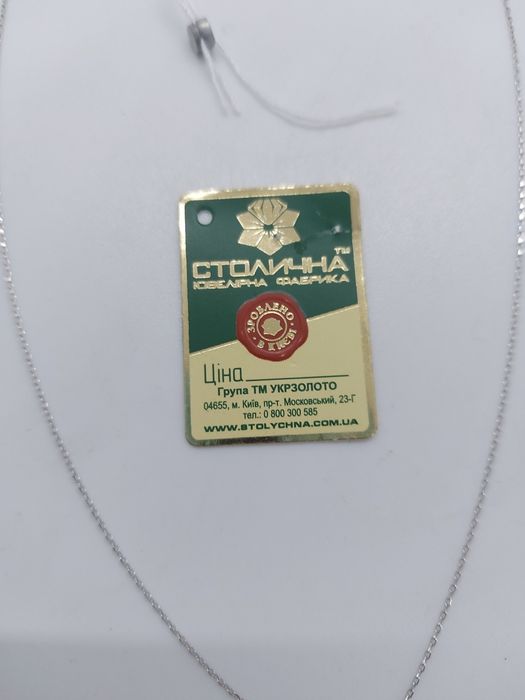 СТОЛИЧНА™
ЮВЕЛІРНА ФАБРИКА
ЗРОБЛЕНО
В КИЄВІ
Ціна
Група ТМ УКРЗОЛОТО
04655, м. Київ, пр-т. Московський, 23-Г
тел.: 0 800 300 585
WWW.STOLYCHNA.COM.UA